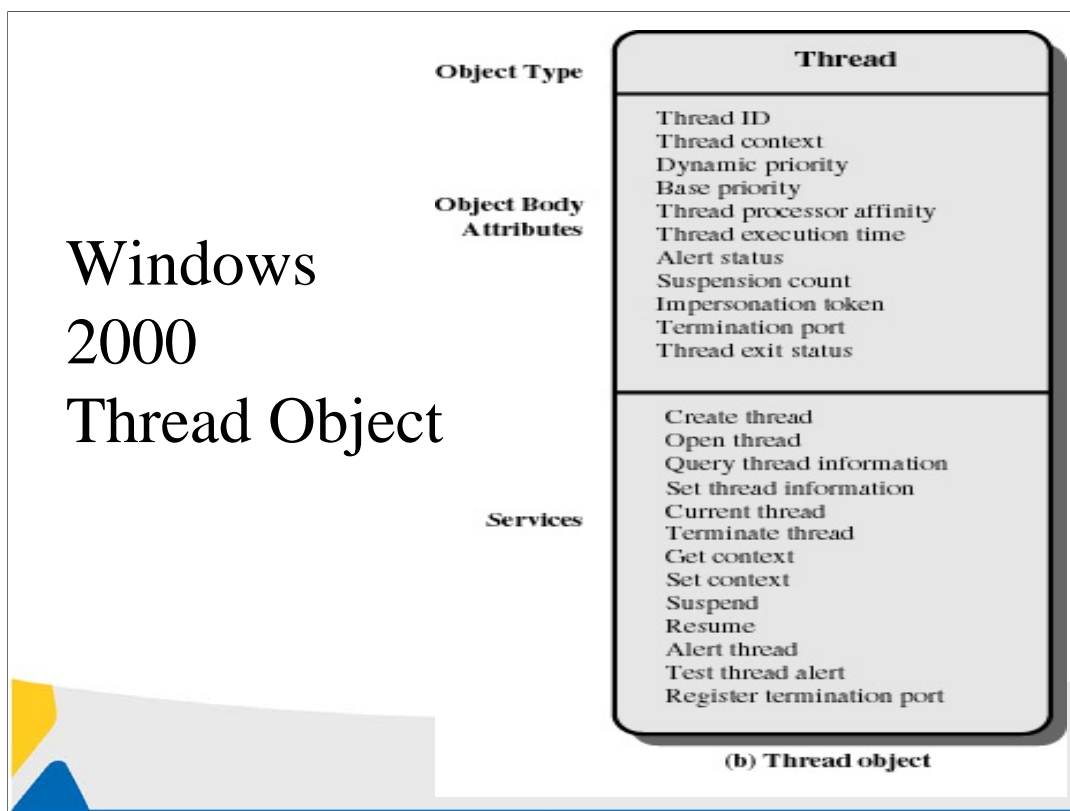 Windows
2000
Thread Object
Object Type
Thread
Object Body
Attributes
Thread ID
Thread context
Dynamic priority
Base priority
Thread processor affinity
Thread execution time
Alert status
Suspension count
Impersonation token
Termination port
Thread exit status
Services
Create thread
Open thread
Query thread information
Set thread information
Current thread
Terminate thread
Get context
Set context
Suspend
Resume
Alert thread
Test thread alert
Register termination port
(b) Thread object